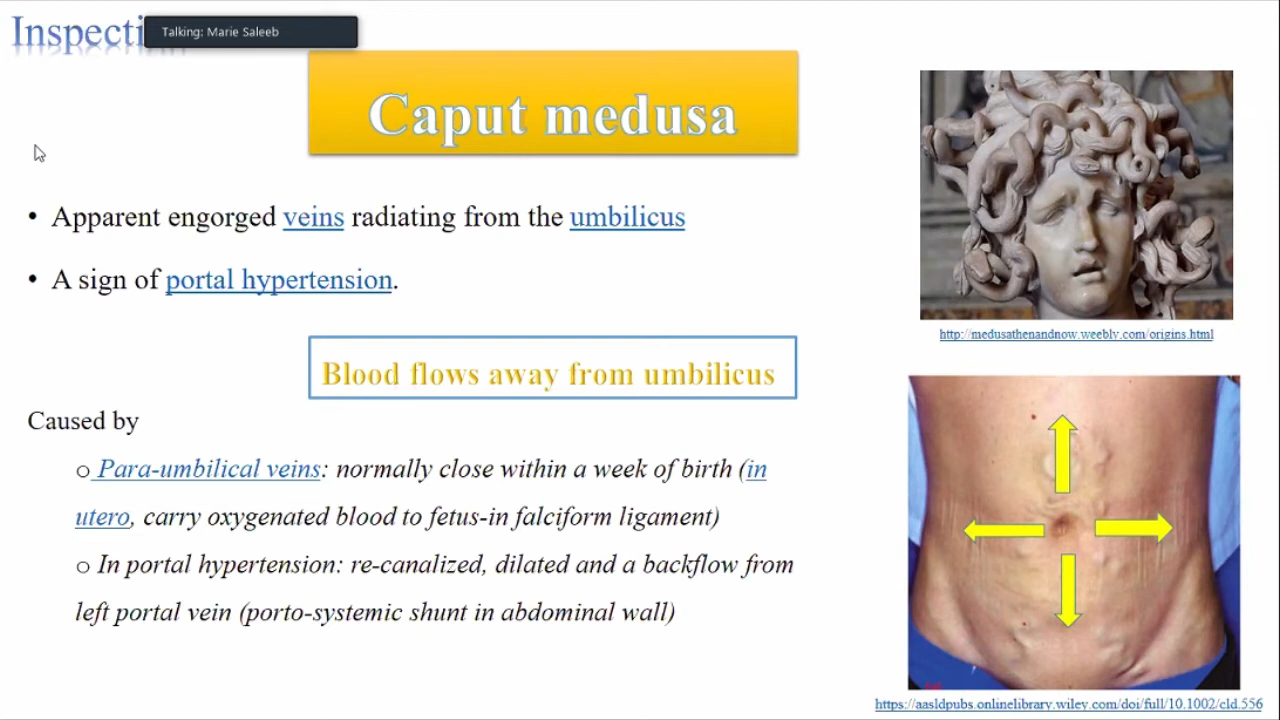 Inspecti
Talking: Marie Saleeb
Caput medusa
• Apparent engorged veins radiating from the umbilicus
• A sign of portal hypertension.
Blood flows away from umbilicus
Caused by
o Para-umbilical veins: normally close within a week of birth (in
utero, carry oxygenated blood to fetus-in falciform ligament)
o In portal hypertension: re-canalized, dilated and a backflow from
left portal vein (porto-systemic shunt in abdominal wall)
http://medusathenandnow.weebly.com/origins.html
https://aasldpubs.onlinelibrary.wiley.com/doi/full/10.1002/cld.556